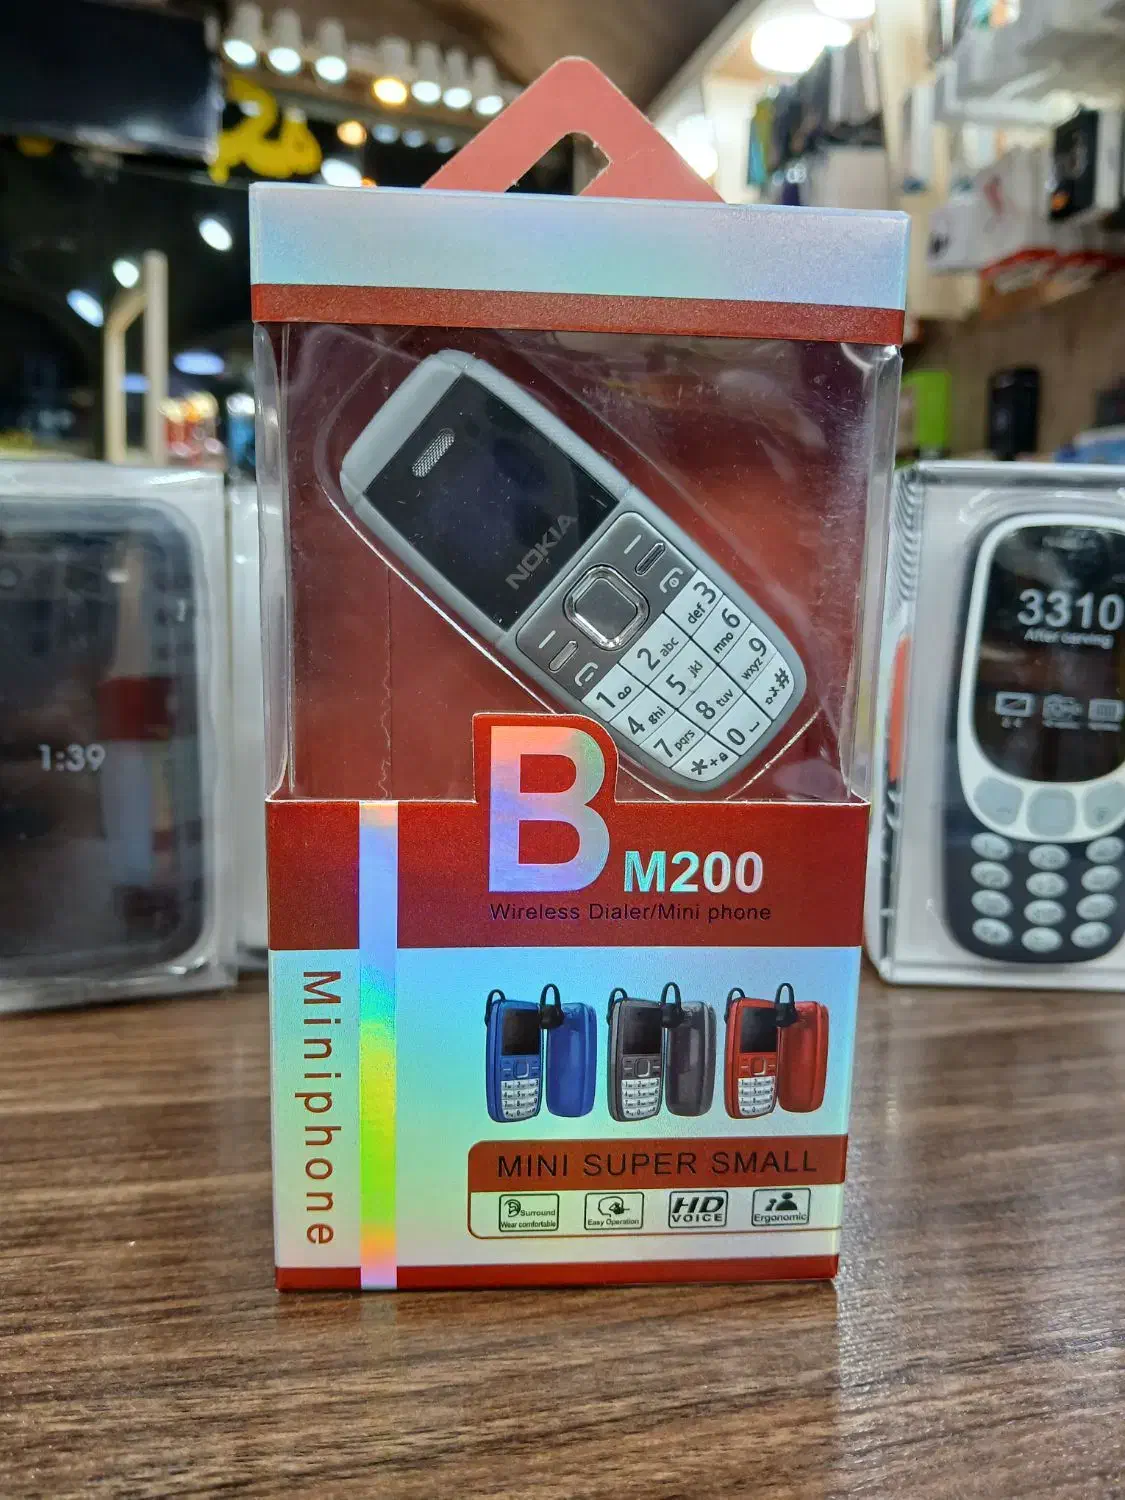 NOKIA
1
2 abc
3 def
4 ghi
5 jkl
6 mno
7 pqrs
8 tuv
9 wxyz
*+
0
#
B
M200
Wireless Dialer/Mini phone
Miniphone
MINI SUPER SMALL
Surround
Wear comfortable
Easy Operation
HD
VOICE
Ergonomic
1:39
3310